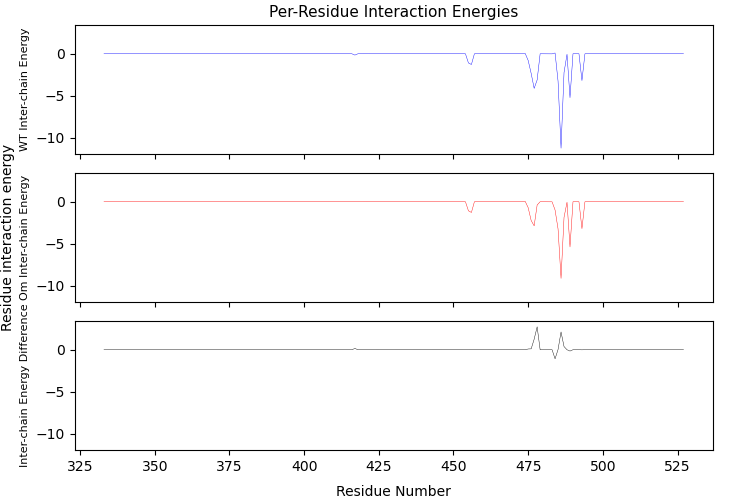 Per-Residue Interaction Energies
Residue interaction energy
WT Inter-chain Energy
0
−5
−10
Om Inter-chain Energy
0
−5
−10
Inter-chain Energy Difference
0
−5
−10
325 350 375 400 425 450 475 500 525
Residue Number